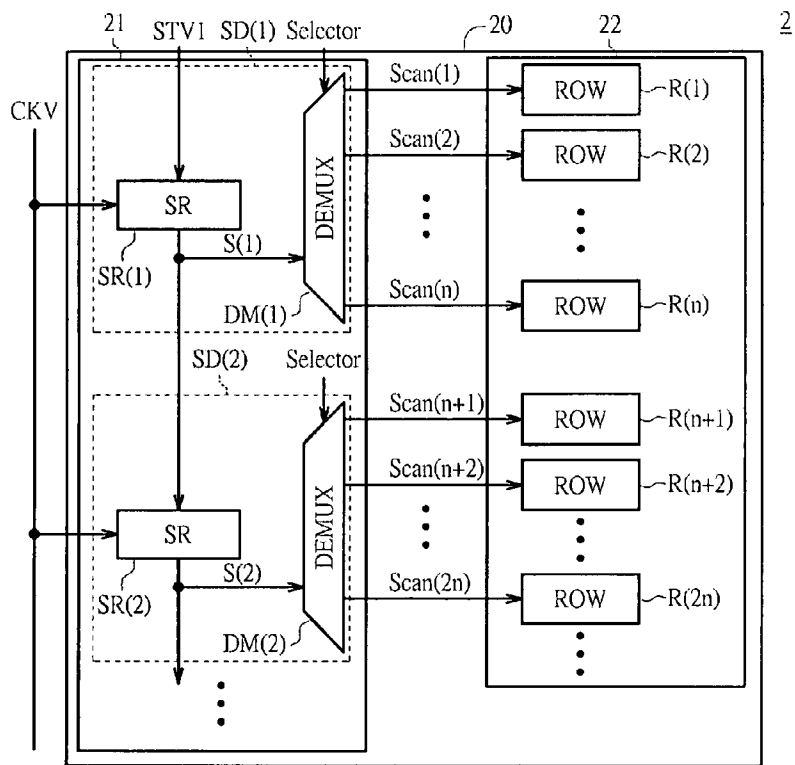 21 STV1 SD(1) Selector 20 22 2
CKV
Scan(1) ROW R(1)
Scan(2) ROW R(2)
SR
DEMUX
S(1)
SR(1)
Scan(n) ROW R(n)
DM(1)
SD(2) Selector
Scan(n+1) ROW R(n+1)
Scan(n+2) ROW R(n+2)
SR
DEMUX
S(2)
SR(2)
Scan(2n) ROW R(2n)
DM(2)